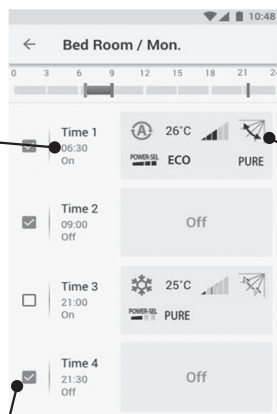 10:48
Bed Room / Mon.
0 3 6 9 12 15 18 21 24
Time 1
06:30
On
A 26°C
POWER-SEL ECO PURE
Time 2
09:00
Off
Off
Time 3
21:00
On
25°C
POWER-SEL PURE
Time 4
21:30
Off
Off